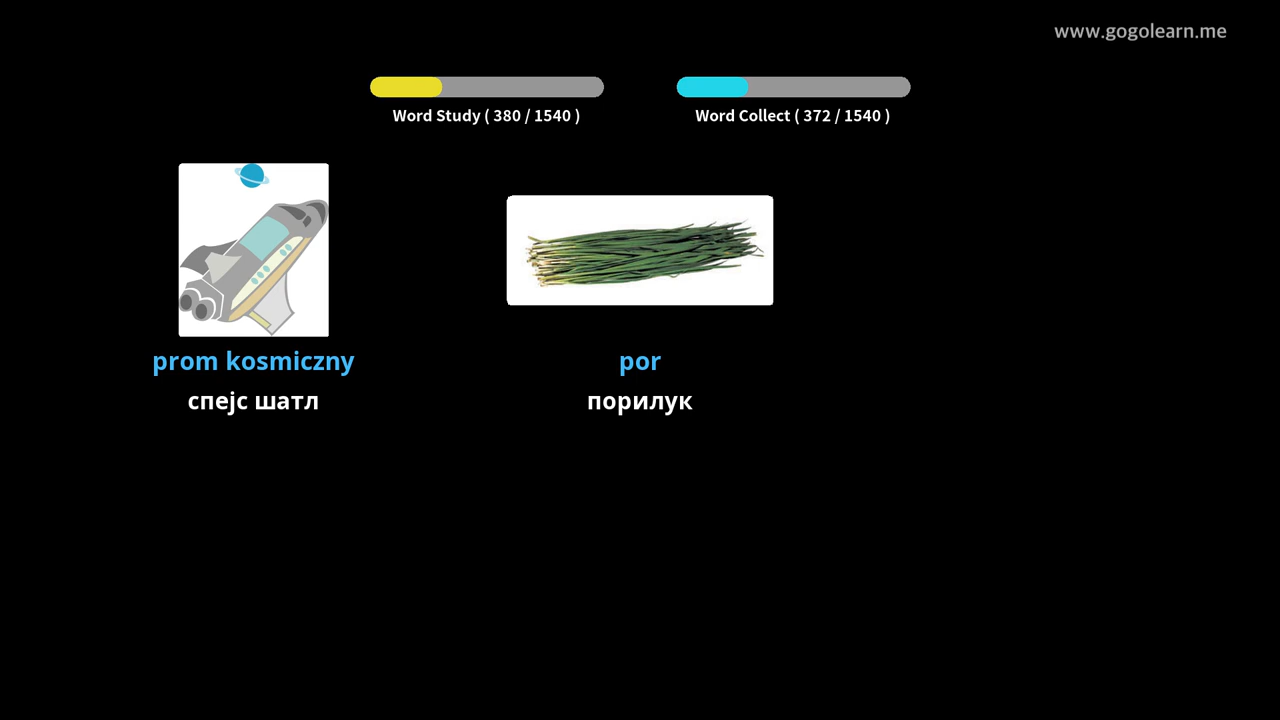 www.gogolearn.me
Word Study ( 380 / 1540 )
Word Collect ( 372 / 1540 )
prom kosmiczny
спејс шатл
por
порилук